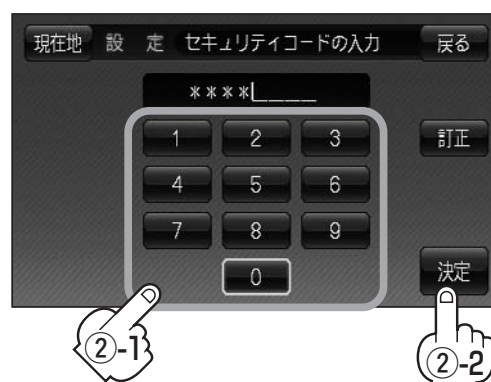 現在地 設 定 セキュリティコードの入力 戻る
****|____
1 2 3 訂正
4 5 6
7 8 9
0 決定
②-1 ②-2